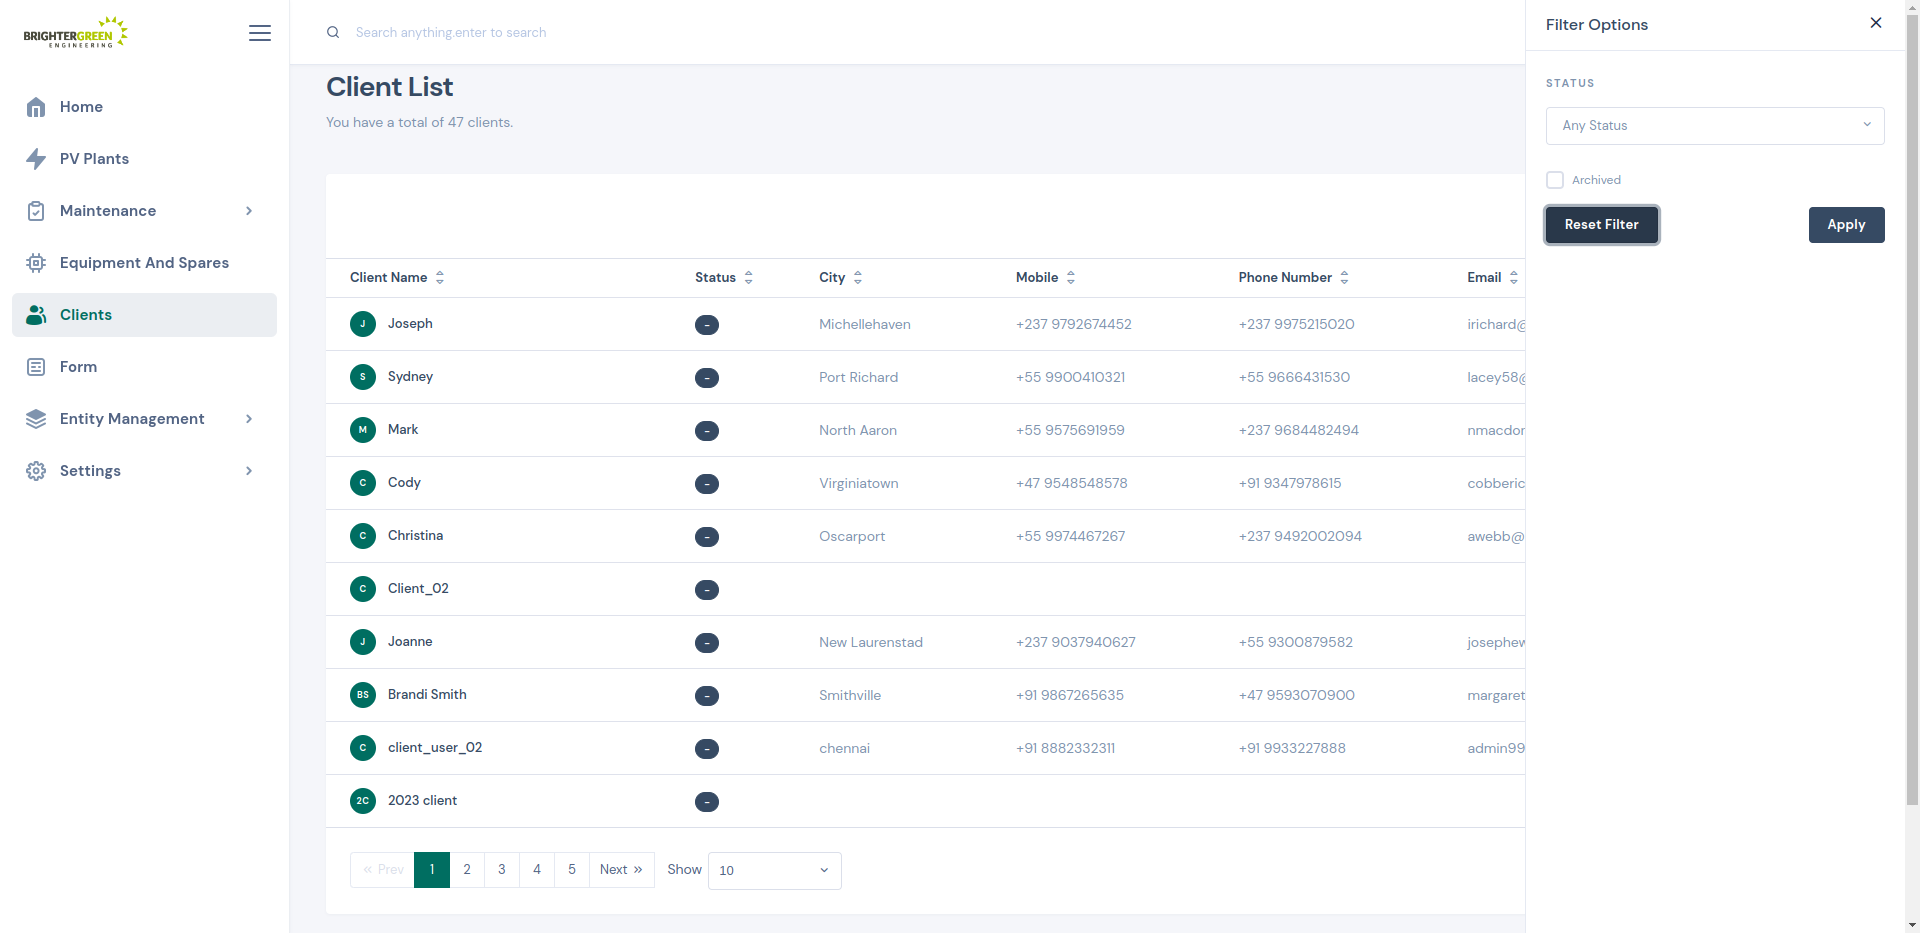 BRIGHTERGREEN
ENGINEERING
Home
PV Plants
Maintenance
Equipment And Spares
Clients
Form
Entity Management
Settings
Search anything.enter to search
Client List
You have a total of 47 clients.
Client Name Status City Mobile Phone Number Email
J Joseph - Michellehaven +237 9792674452 +237 9975215020 irichard@
S Sydney - Port Richard +55 9900410321 +55 9666431530 lacey58@
M Mark - North Aaron +55 9575691959 +237 9684482494 nmacdor
C Cody - Virginiatown +47 9548548578 +91 9347978615 cobberic
C Christina - Oscarport +55 9974467267 +237 9492002094 awebb@
C Client_02 -
J Joanne - New Laurenstad +237 9037940627 +55 9300879582 josephew
BS Brandi Smith - Smithville +91 9867265635 +47 9593070900 margaret
C client_user_02 - chennai +91 8882332311 +91 9933227888 admin99
2C 2023 client -
« Prev 1 2 3 4 5 Next » Show 10
Filter Options
STATUS
Any Status
Archived
Reset Filter Apply